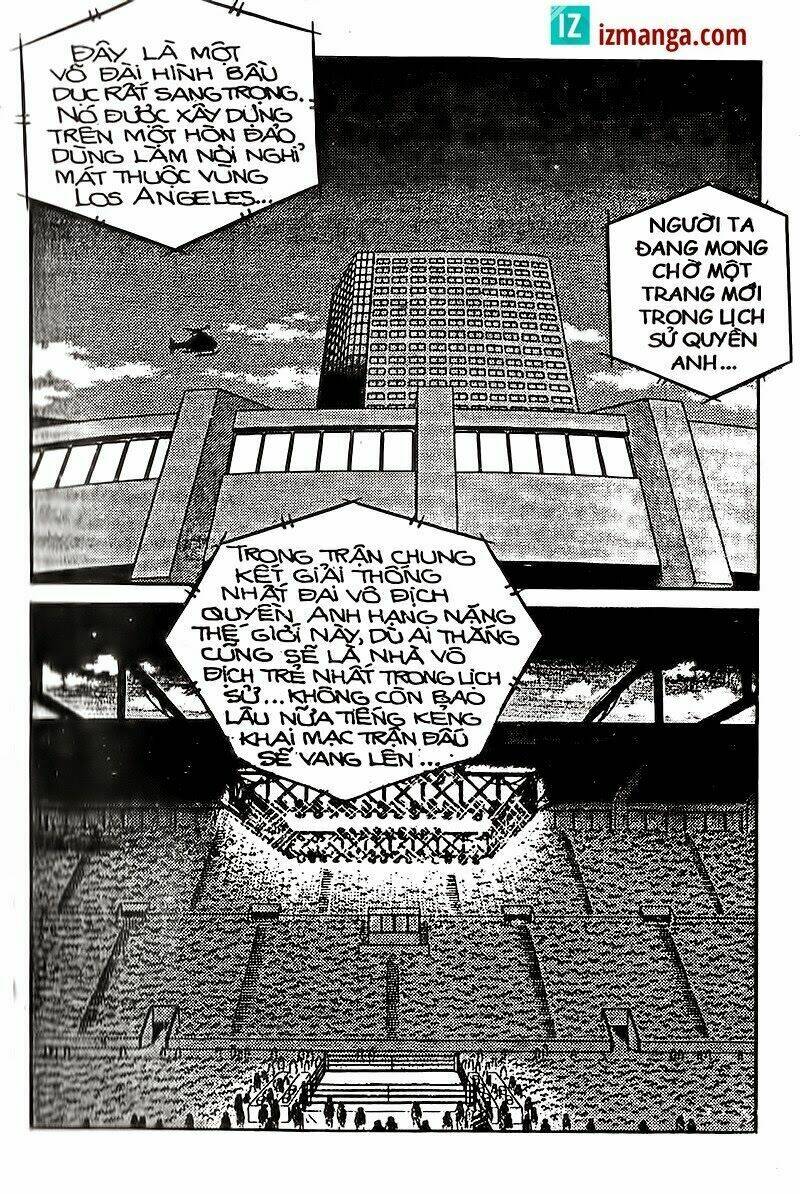 IZ izmanga.com
ĐÂY LÀ MỘT
VÕ ĐÀI HÌNH BẦU
DỤC RẤT SANG TRỌNG.
NÓ ĐƯỢC XÂY DỰNG
TRÊN MỘT HÒN ĐẢO
DÙNG LÀM NƠI NGHỈ
MÁT THUỘC VÙNG
LOS ANGELES...
NGƯỜI TA
ĐANG MONG
CHỜ MỘT
TRANG MỚI
TRONG LỊCH
SỬ QUYỀN
ANH...
TRONG TRẬN CHUNG
KẾT GIẢI THỐNG
NHẤT ĐAI VÔ ĐỊCH
QUYỀN ANH HẠNG NẶNG
THẾ GIỚI NÀY, DÙ AI THẮNG
CŨNG SẼ LÀ NHÀ VÔ
ĐỊCH TRẺ NHẤT TRONG LỊCH
SỬ... KHÔNG CÒN BAO
LÂU NỮA TIẾNG KẺNG
KHAI MẠC TRẬN ĐẤU
SẼ VANG LÊN...